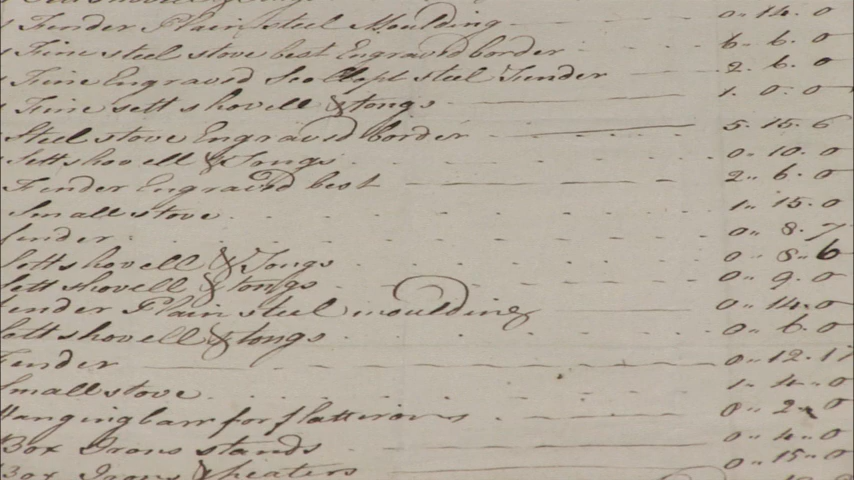 Fender Plain steel Moulding 0" 14. 0
Fine steel stove best Engraved border 6. 6. 0
Fine Engraved Scollopt steel Fender 2. 6. 0
Fine sett shovell & tongs 1. 0. 0
Steel stove Engraved border 5. 15. 6
Sett shovell & Tongs 0. 10. 0
Fender Engraved best 2" 6. 0
Small stove 1" 15. 0
fender 0" 8. 7
Sett shovell & Tongs 0" 8" 6
Sett shovell & tongs 0" 9. 0
fender Plain steel moulding 0" 14. 0
Sett shovell & tongs 0" 6. 0
Fender 0" 12. 11
Small stove 1" 4" 0
Hanging barr for flatt irons 0" 2" 0
Box Irons stands 0" 4" 0
Box Irons & heaters 0" 15" 0